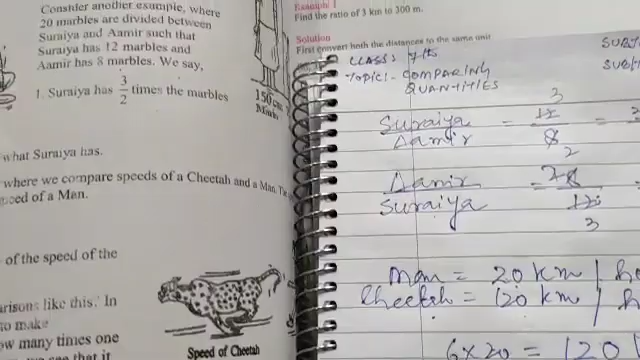 Consider another example, where
20 marbles are divided between
Suraiya and Aamir such that
Suraiya has 12 marbles and
Aamir has 8 marbles. We say,
1. Suraiya has 3/2 times the marbles
what Suraiya has.
where we compare speeds of a Cheetah and a Man. The
speed of a Man.
of the speed of the
arisons like this. In
to make
ow many times one
150 cm
Speed of Cheetah
Example 1
Find the ratio of 3 km to 300 m.
Solution
First convert both the distances to the same unit
CLASS: 7th
TOPIC:- COMPARING
QUANTITIES
3
Suraiya = 12
Aamir 8
2
Aamir = 2 8
Suraiya 12
3
Man = 20 km |
Cheetah = 120 km |
6 x 20 = 120